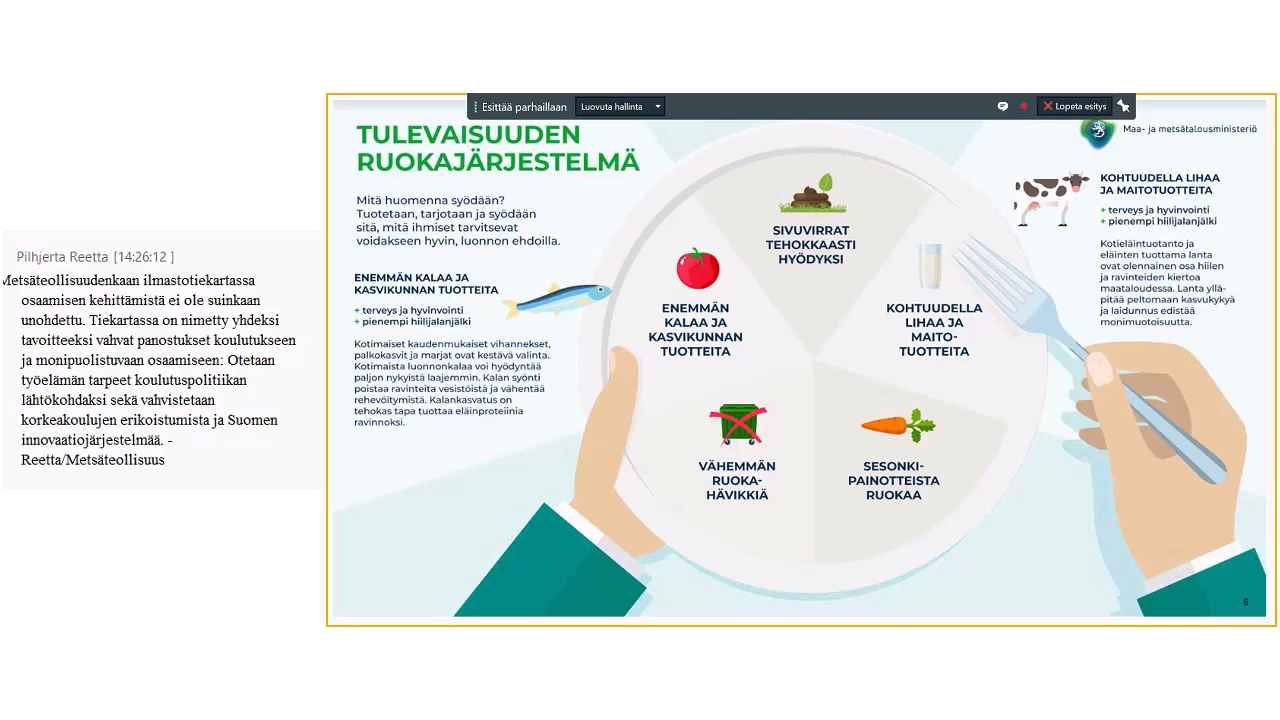 Esittää parhaillaan
Luovuta hallinta
Lopeta esitys
Pilhjerta Reetta [14:26:12 ]
Metsäteollisuudenkaan ilmastotiekartassa
osaamisen kehittämistä ei ole suinkaan
unohdettu. Tiekartassa on nimetty yhdeksi
tavoitteeksi vahvat panostukset koulutukseen
ja monipuolistuvaan osaamiseen: Otetaan
työelämän tarpeet koulutuspolitiikan
lähtökohdaksi sekä vahvistetaan
korkeakoulujen erikoistumista ja Suomen
innovaatiojärjestelmää. -
Reetta/Metsäteollisuus
TULEVAISUUDEN
RUOKAJÄRJESTELMÄ
Mitä huomenna syödään?
Tuotetaan, tarjotaan ja syödään
sitä, mitä ihmiset tarvitsevat
voidakseen hyvin, luonnon ehdoilla.
ENEMMÄN KALAA JA
KASVIKUNNAN TUOTTEITA
+ terveys ja hyvinvointi
+ pienempi hiilijalanjälki
Kotimaiset kaudenmukaiset vihannekset,
palkokasvit ja marjat ovat kestävä valinta.
Kotimaista luonnonkalaa voi hyödyntää
paljon nykyistä laajemmin. Kalan syönti
poistaa ravinteita vesistöistä ja vähentää
rehevöitymistä. Kalankasvatus on
tehokas tapa tuottaa eläinproteiinia
ravinnoksi.
SIVUVIRRAT
TEHOKKAASTI
HYÖDYKSI
ENEMMÄN
KALAA JA
KASVIKUNNAN
TUOTTEITA
KOHTUUDELLA
LIHAA JA
MAITO-
TUOTTEITA
VÄHEMMÄN
RUOKA-
HÄVIKKIÄ
SESONKI-
PAINOTTEISTA
RUOKAA
Maa- ja metsätalousministeriö
KOHTUUDELLA LIHAA
JA MAITOTUOTTEITA
+ terveys ja hyvinvointi
+ pienempi hiilijalanjälki
Kotieläintuotanto ja
eläinten tuottama lanta
ovat olennainen osa hiilen
ja ravinteiden kiertoa
maataloudessa. Lanta yllä-
pitää peltomaan kasvukykyä
ja laidunnus edistää
monimuotoisuutta.
6